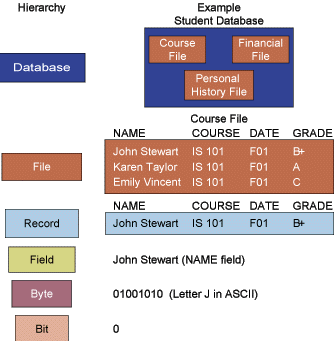 Hierarchy
Example
Student Database
Database
Course
File
Financial
File
Personal
History File
Course File
NAME COURSE DATE GRADE
File
John Stewart IS 101 F01 B+
Karen Taylor IS 101 F01 A
Emily Vincent IS 101 F01 C
NAME COURSE DATE GRADE
Record
John Stewart IS 101 F01 B+
Field
John Stewart (NAME field)
Byte
01001010 (Letter J in ASCII)
Bit
0